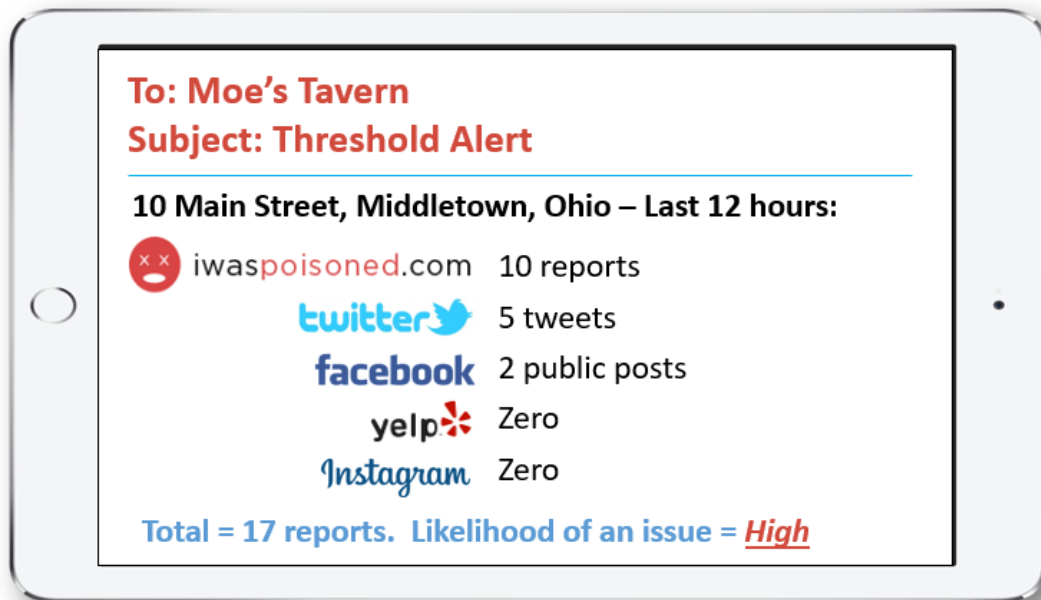 To: Moe's Tavern
Subject: Threshold Alert
10 Main Street, Middletown, Ohio – Last 12 hours:
iwaspoisoned.com 10 reports
twitter 5 tweets
facebook 2 public posts
yelp Zero
Instagram Zero
Total = 17 reports. Likelihood of an issue = High